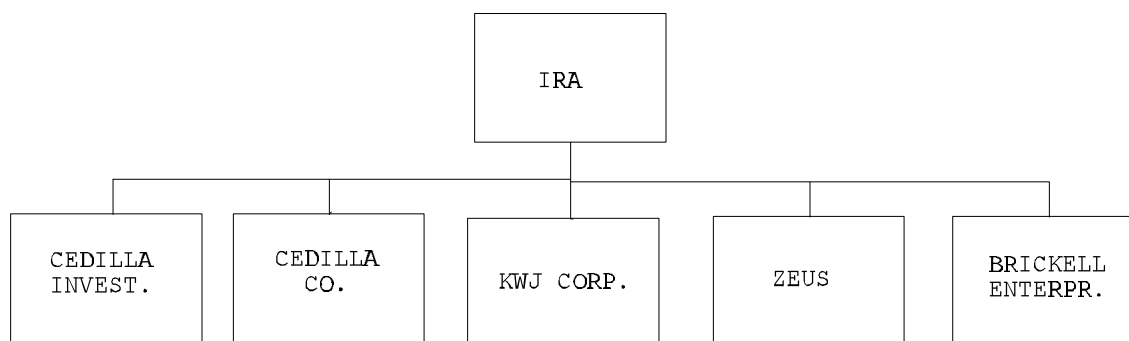 IRA
CEDILLA
INVEST.
CEDILLA
CO.
KWJ CORP.
ZEUS
BRICKELL
ENTERPR.